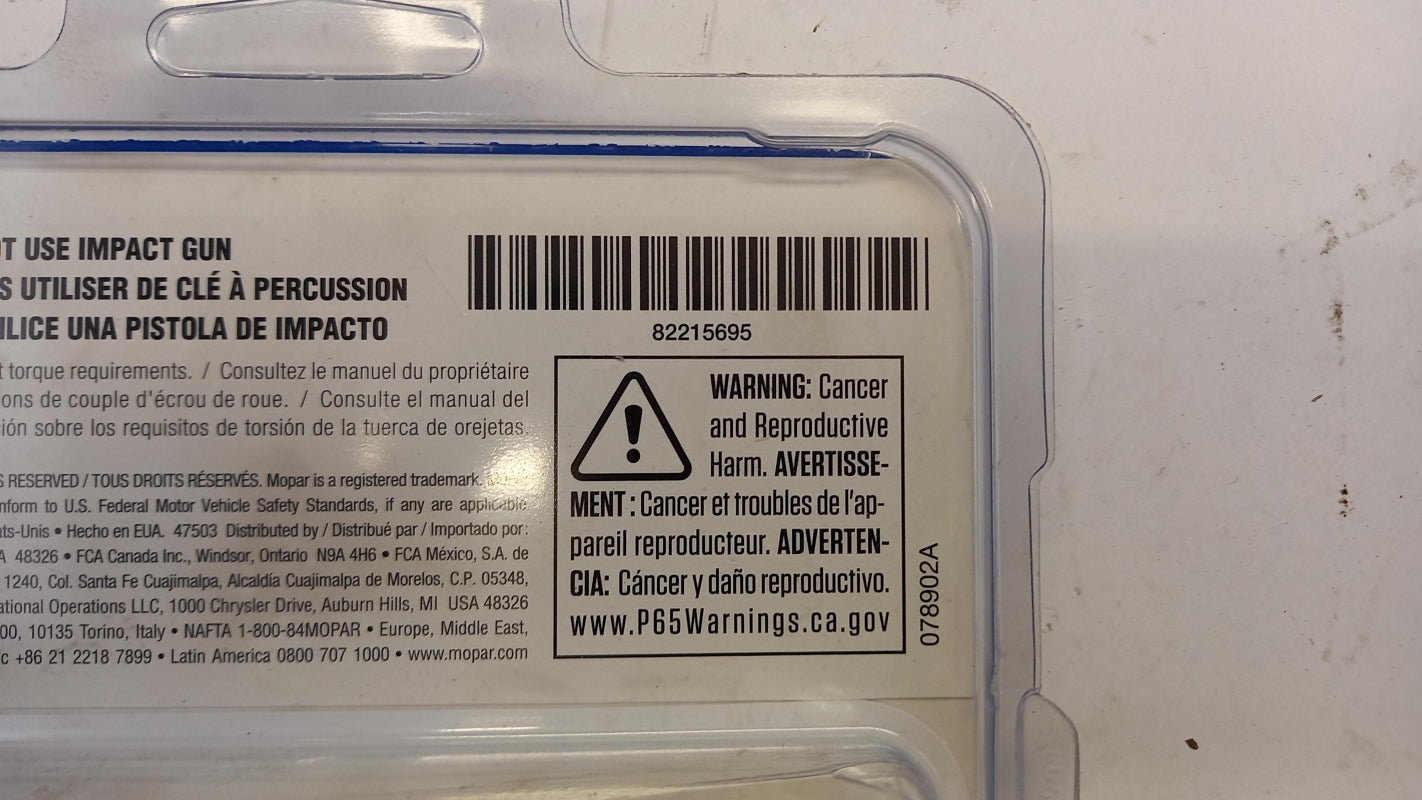 T USE IMPACT GUN
S UTILISER DE CLÉ À PERCUSSION
ILICE UNA PISTOLA DE IMPACTO
t torque requirements. / Consultez le manuel du propriétaire
ons de couple d'écrou de roue. / Consulte el manual del
ión sobre los requisitos de torsión de la tuerca de orejetas.
S RESERVED / TOUS DROITS RÉSERVÉS. Mopar is a registered trademark.
nform to U.S. Federal Motor Vehicle Safety Standards, if any are applicable
ts-Unis • Hecho en EUA. 47503 Distributed by / Distribué par / Importado por:
A 48326 • FCA Canada Inc., Windsor, Ontario N9A 4H6 • FCA México, S.A. de
1240, Col. Santa Fe Cuajimalpa, Alcaldía Cuajimalpa de Morelos, C.P. 05348,
ational Operations LLC, 1000 Chrysler Drive, Auburn Hills, MI USA 48326
00, 10135 Torino, Italy • NAFTA 1-800-84MOPAR • Europe, Middle East,
c +86 21 2218 7899 • Latin America 0800 707 1000 • www.mopar.com
82215695
WARNING: Cancer
and Reproductive
Harm. AVERTISSE-
MENT : Cancer et troubles de l'ap-
pareil reproducteur. ADVERTEN-
CIA: Cáncer y daño reproductivo.
www.P65Warnings.ca.gov
078902A